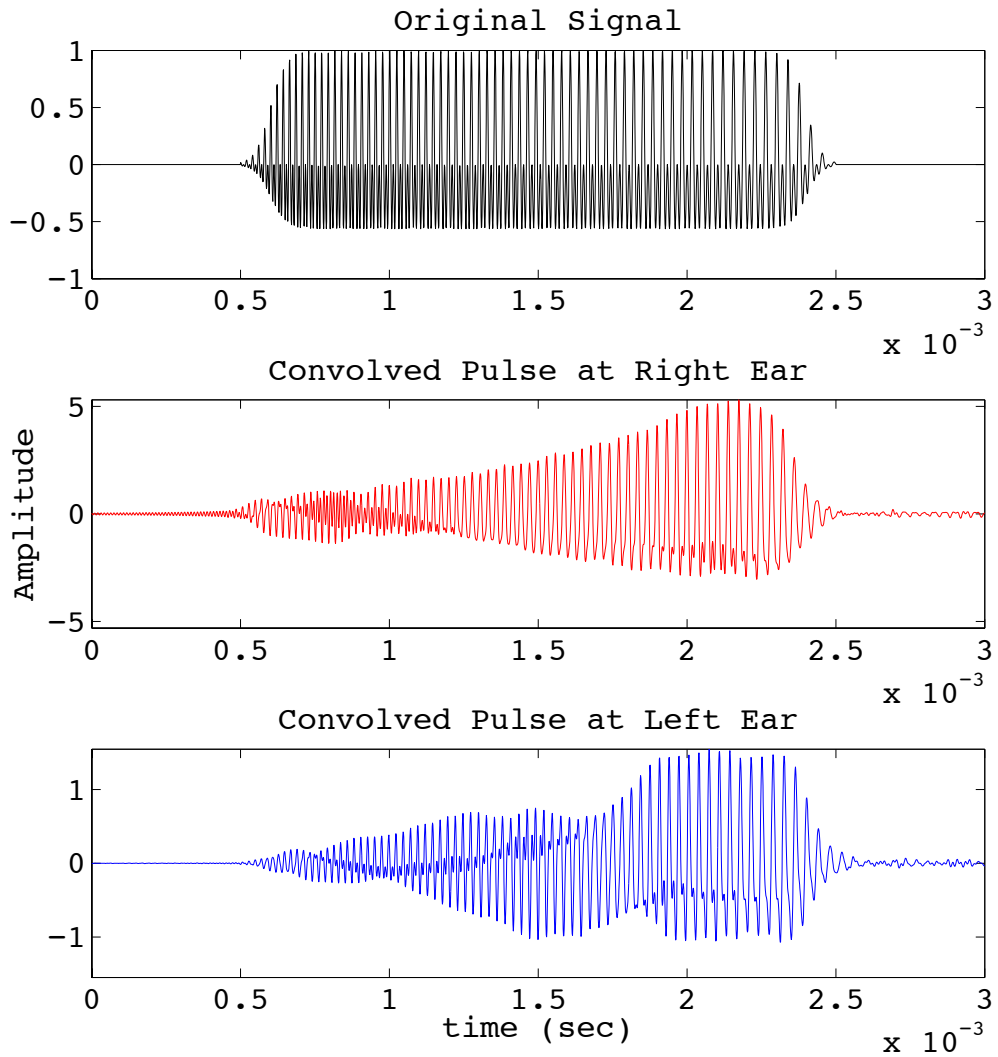 Original Signal
1
0.5
0
−0.5
−1
0 0.5 1 1.5 2 2.5 3
x 10⁻³
Convolved Pulse at Right Ear
5
0
−5
Amplitude
0 0.5 1 1.5 2 2.5 3
x 10⁻³
Convolved Pulse at Left Ear
1
0
−1
0 0.5 1 1.5 2 2.5 3
time (sec)
x 10⁻³